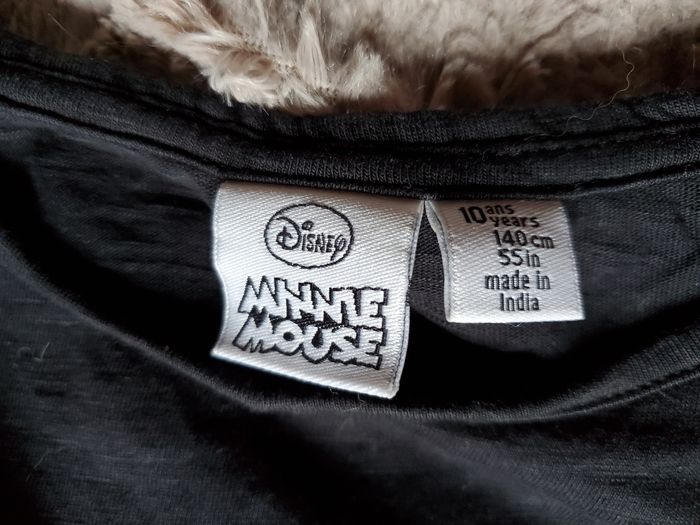 Disney
MINNIE
MOUSE
10 ans
years
140 cm
55 in
made in
India